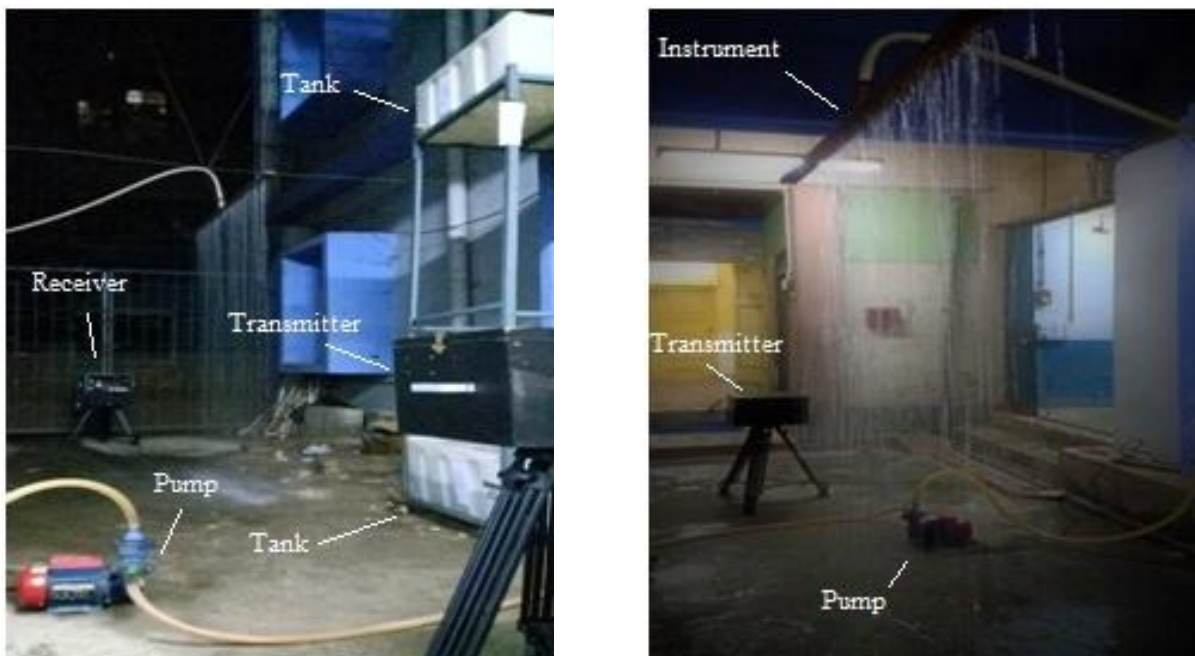 Tank
Receiver
Transmitter
Pump
Tank
Instrument
Transmitter
Pump